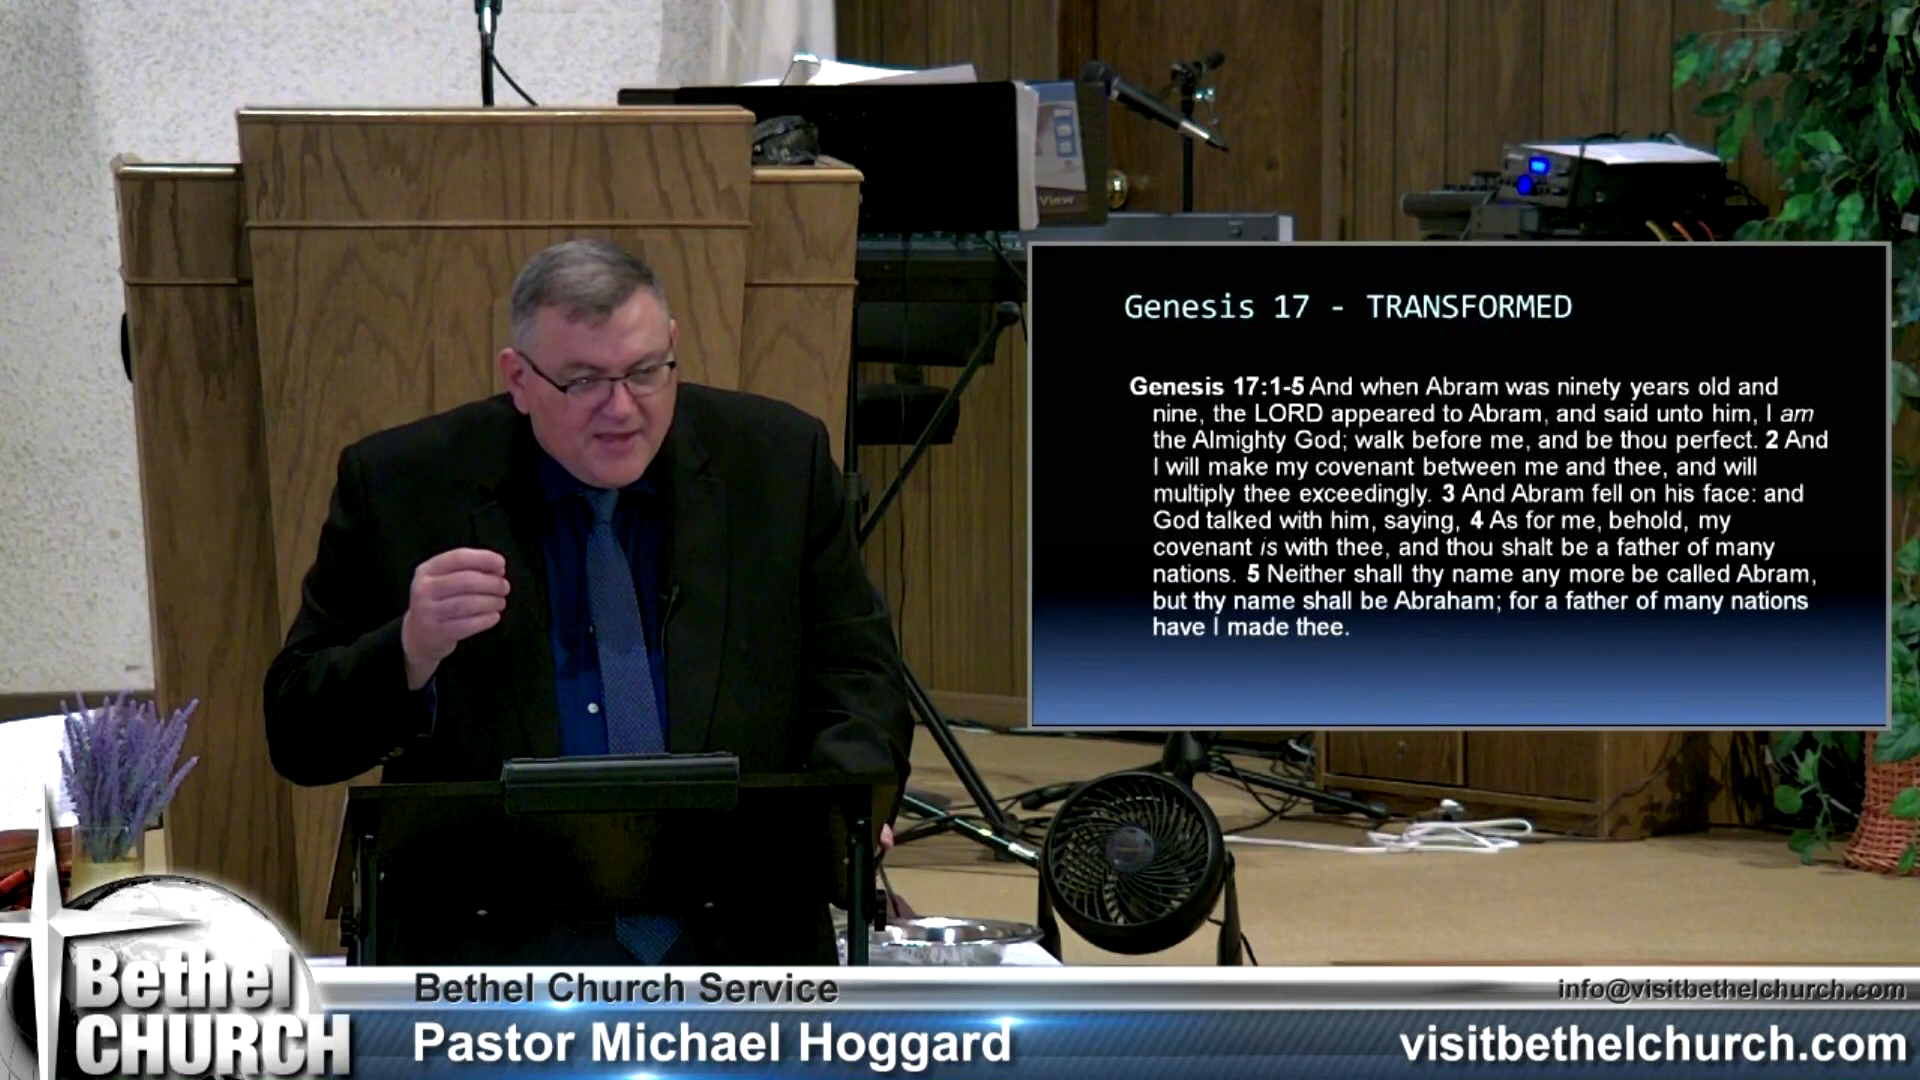 View
Genesis 17 - TRANSFORMED
Genesis 17:1-5 And when Abram was ninety years old and
nine, the LORD appeared to Abram, and said unto him, I am
the Almighty God; walk before me, and be thou perfect. 2 And
I will make my covenant between me and thee, and will
multiply thee exceedingly. 3 And Abram fell on his face: and
God talked with him, saying, 4 As for me, behold, my
covenant is with thee, and thou shalt be a father of many
nations. 5 Neither shall thy name any more be called Abram,
but thy name shall be Abraham; for a father of many nations
have I made thee.
Bethel
CHURCH
Bethel Church Service
Pastor Michael Hoggard
info@visitbethelchurch.com
visitbethelchurch.com